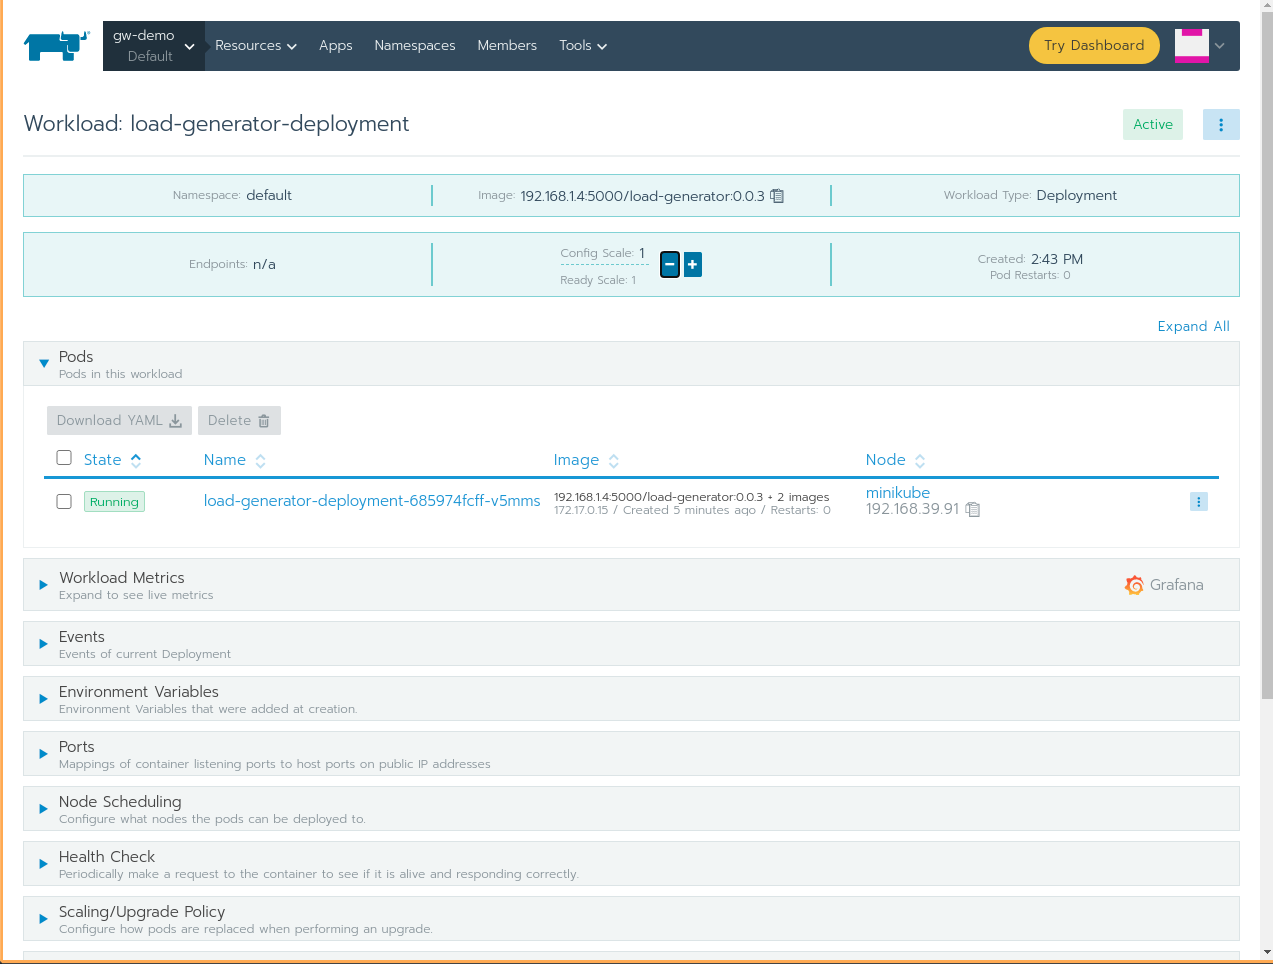 gw-demo
Default
Resources
Apps
Namespaces
Members
Tools
Try Dashboard
Workload: load-generator-deployment
Active
Namespace: default
Image: 192.168.1.4:5000/load-generator:0.0.3
Workload Type: Deployment
Endpoints: n/a
Config Scale: 1
Ready Scale: 1
Created: 2:43 PM
Pod Restarts: 0
Expand All
Pods
Pods in this workload
Download YAML
Delete
State
Name
Image
Node
Running
load-generator-deployment-685974fcff-v5mms
192.168.1.4:5000/load-generator:0.0.3 + 2 images
172.17.0.15 / Created 5 minutes ago / Restarts: 0
minikube
192.168.39.91
Workload Metrics
Expand to see live metrics
Grafana
Events
Events of current Deployment
Environment Variables
Environment Variables that were added at creation.
Ports
Mappings of container listening ports to host ports on public IP addresses
Node Scheduling
Configure what nodes the pods can be deployed to.
Health Check
Periodically make a request to the container to see if it is alive and responding correctly.
Scaling/Upgrade Policy
Configure how pods are replaced when performing an upgrade.